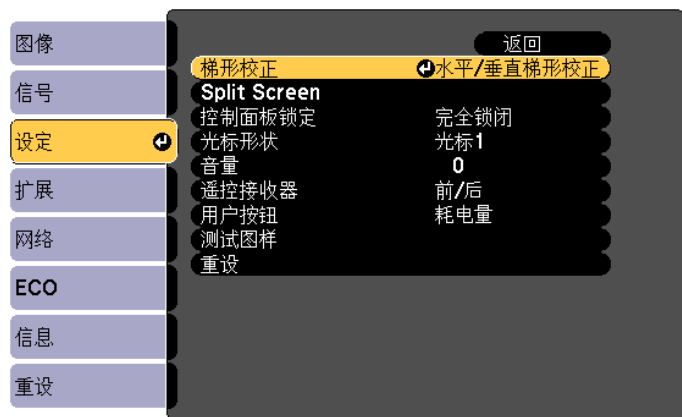 图像
信号
设定
扩展
网络
ECO
信息
重设
返回
梯形校正 水平/垂直梯形校正
Split Screen
控制面板锁定 完全锁闭
光标形状 光标1
音量 0
遥控接收器 前/后
用户按钮 耗电量
测试图样
重设